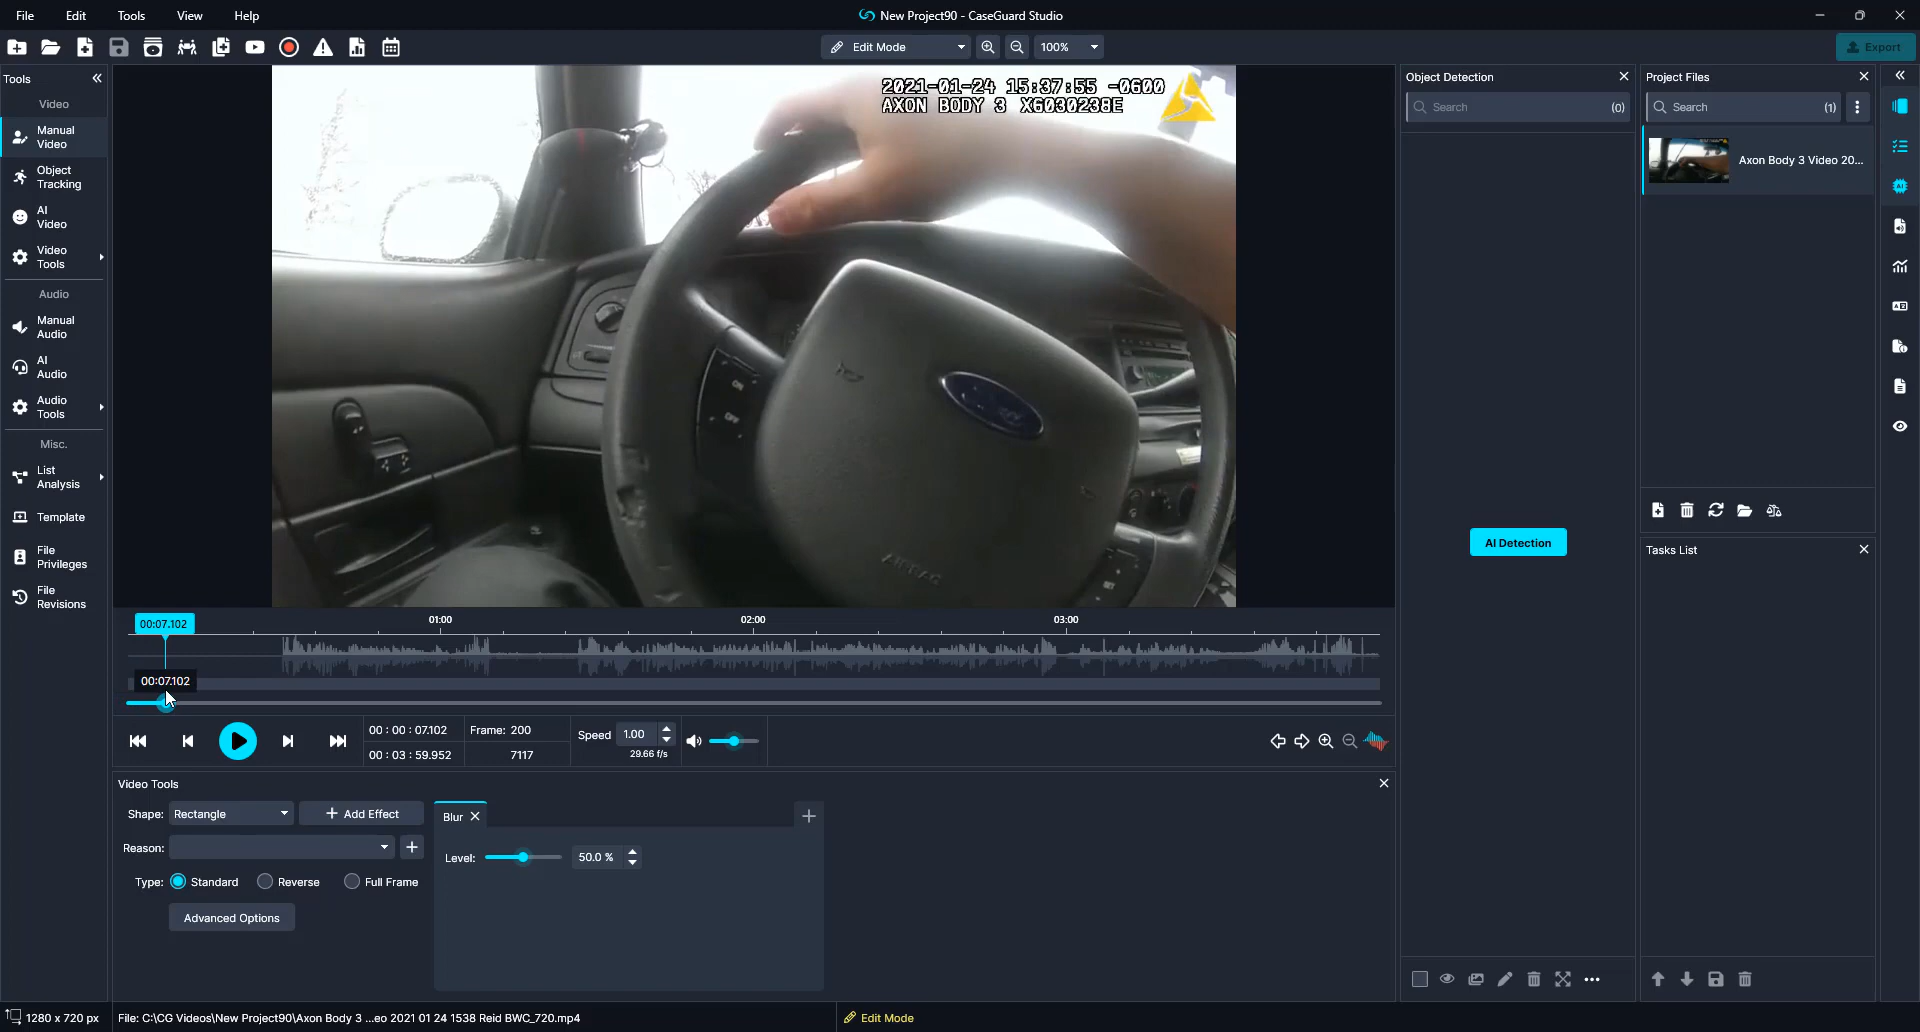 File Edit Tools View Help
New Project90 - CaseGuard Studio
Edit Mode
100%
Export
Tools
Video
Manual
Video
Object
Tracking
AI
Video
Video
Tools
Audio
Manual
Audio
AI
Audio
Audio
Tools
Misc.
List
Analysis
Template
File
Privileges
File
Revisions
2021-01-24 15:37:55 -0600
AXON BODY 3 X6030238E
ON
OFF
AIRBAG
Object Detection
Search (0)
AI Detection
Project Files
Search (1)
Axon Body 3 Video 20...
Tasks List
00:07.102
01:00 02:00 03:00
00:07.102
00 : 00 : 07.102
00 : 03 : 59.952
Frame: 200
7117
Speed 1.00
29.66 f/s
Video Tools
Shape: Rectangle
Add Effect
Reason:
Type: Standard Reverse Full Frame
Advanced Options
Blur
Level: 50.0 %
1280 x 720 px
File: C:\CG Videos\New Project90\Axon Body 3 ...eo 2021 01 24 1538 Reid BWC_720.mp4
Edit Mode